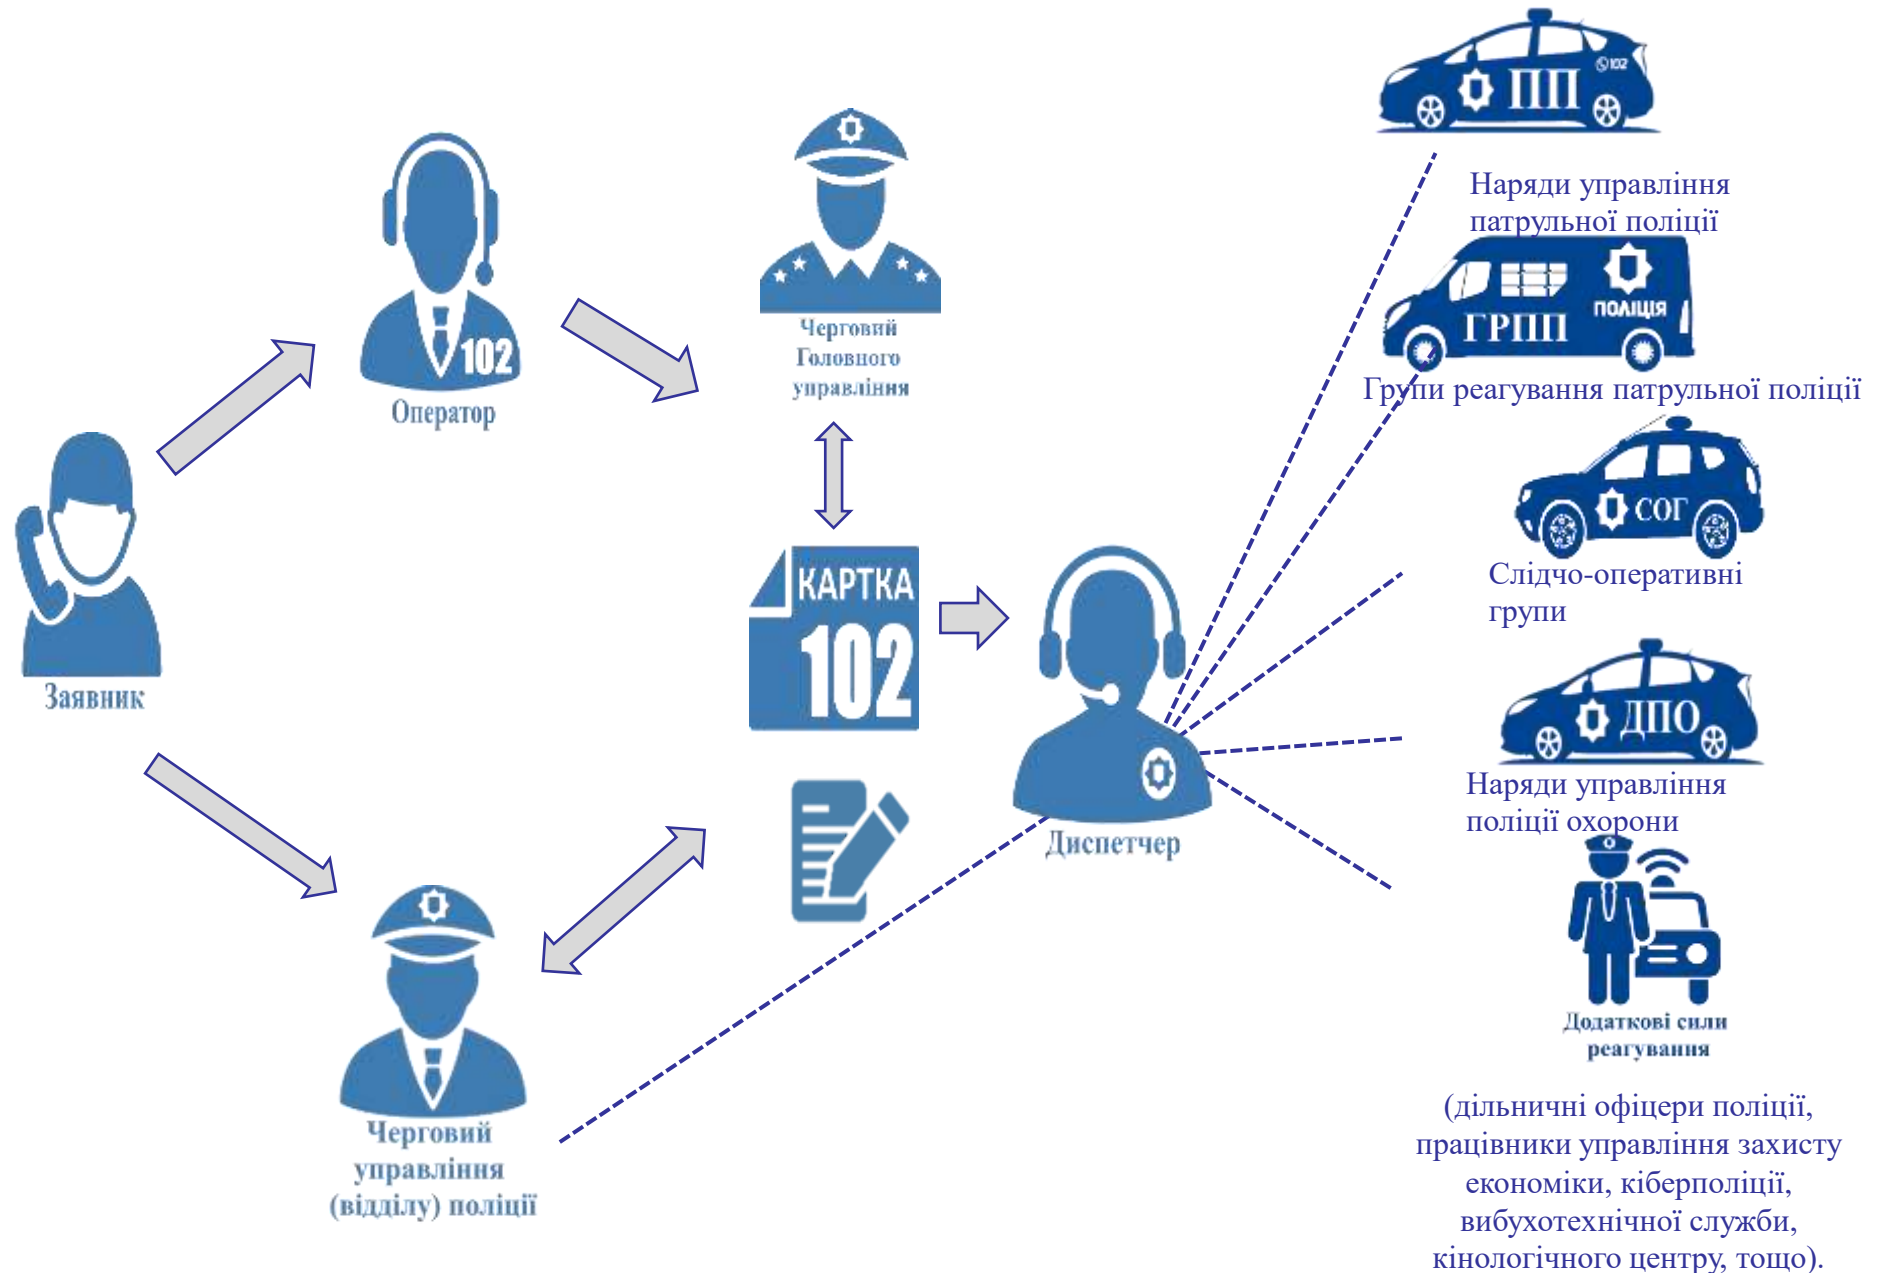 Заявник
102
Оператор
Черговий
Головного
управління
КАРТКА
102
Черговий
управління
(відділу) поліції
Диспетчер
ПП
102
Наряди управління
патрульної поліції
ГРПП
ПОЛІЦІЯ
Групи реагування патрульної поліції
СОГ
Слідчо-оперативні
групи
ДПО
Наряди управління
поліції охорони
Додаткові сили
реагування
(дільничні офіцери поліції,
працівники управління захисту
економіки, кіберполіції,
вибухотехнічної служби,
кінологічного центру, тощо).